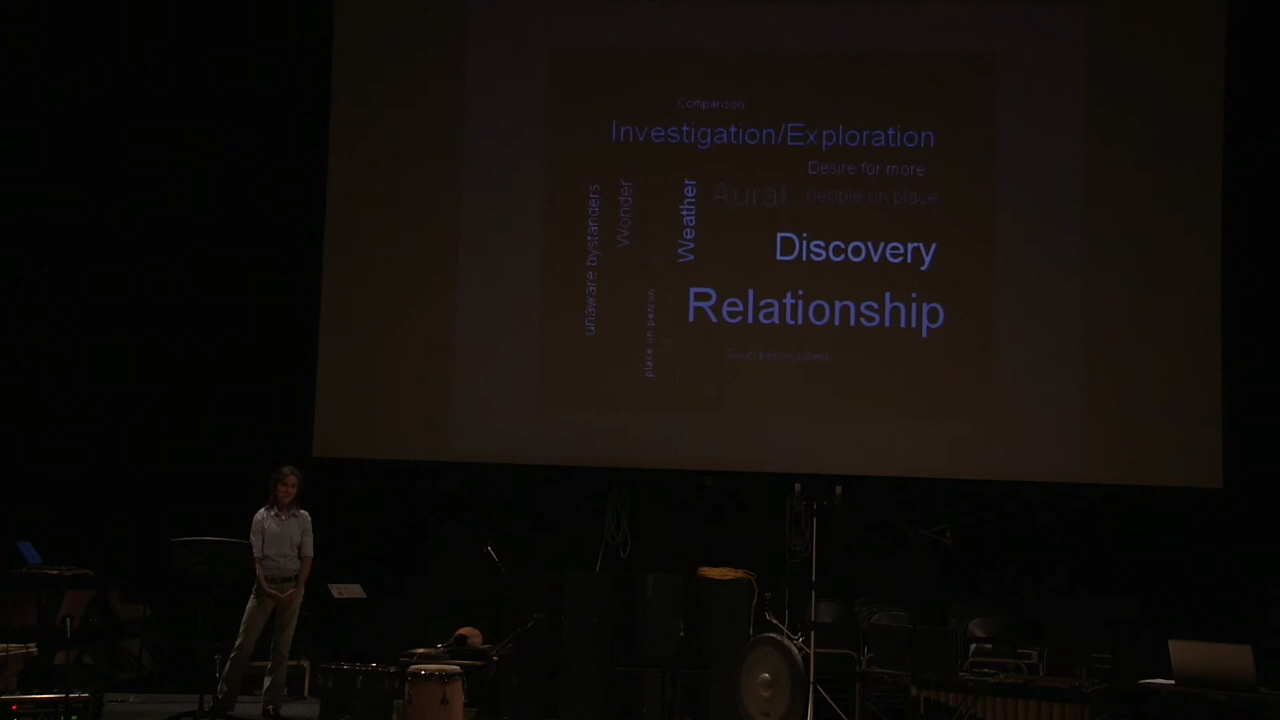 Comparison
Investigation/Exploration
Desire for more
unaware bystanders
Wonder
Weather
Aural
people on place
Discovery
place on person
Relationship